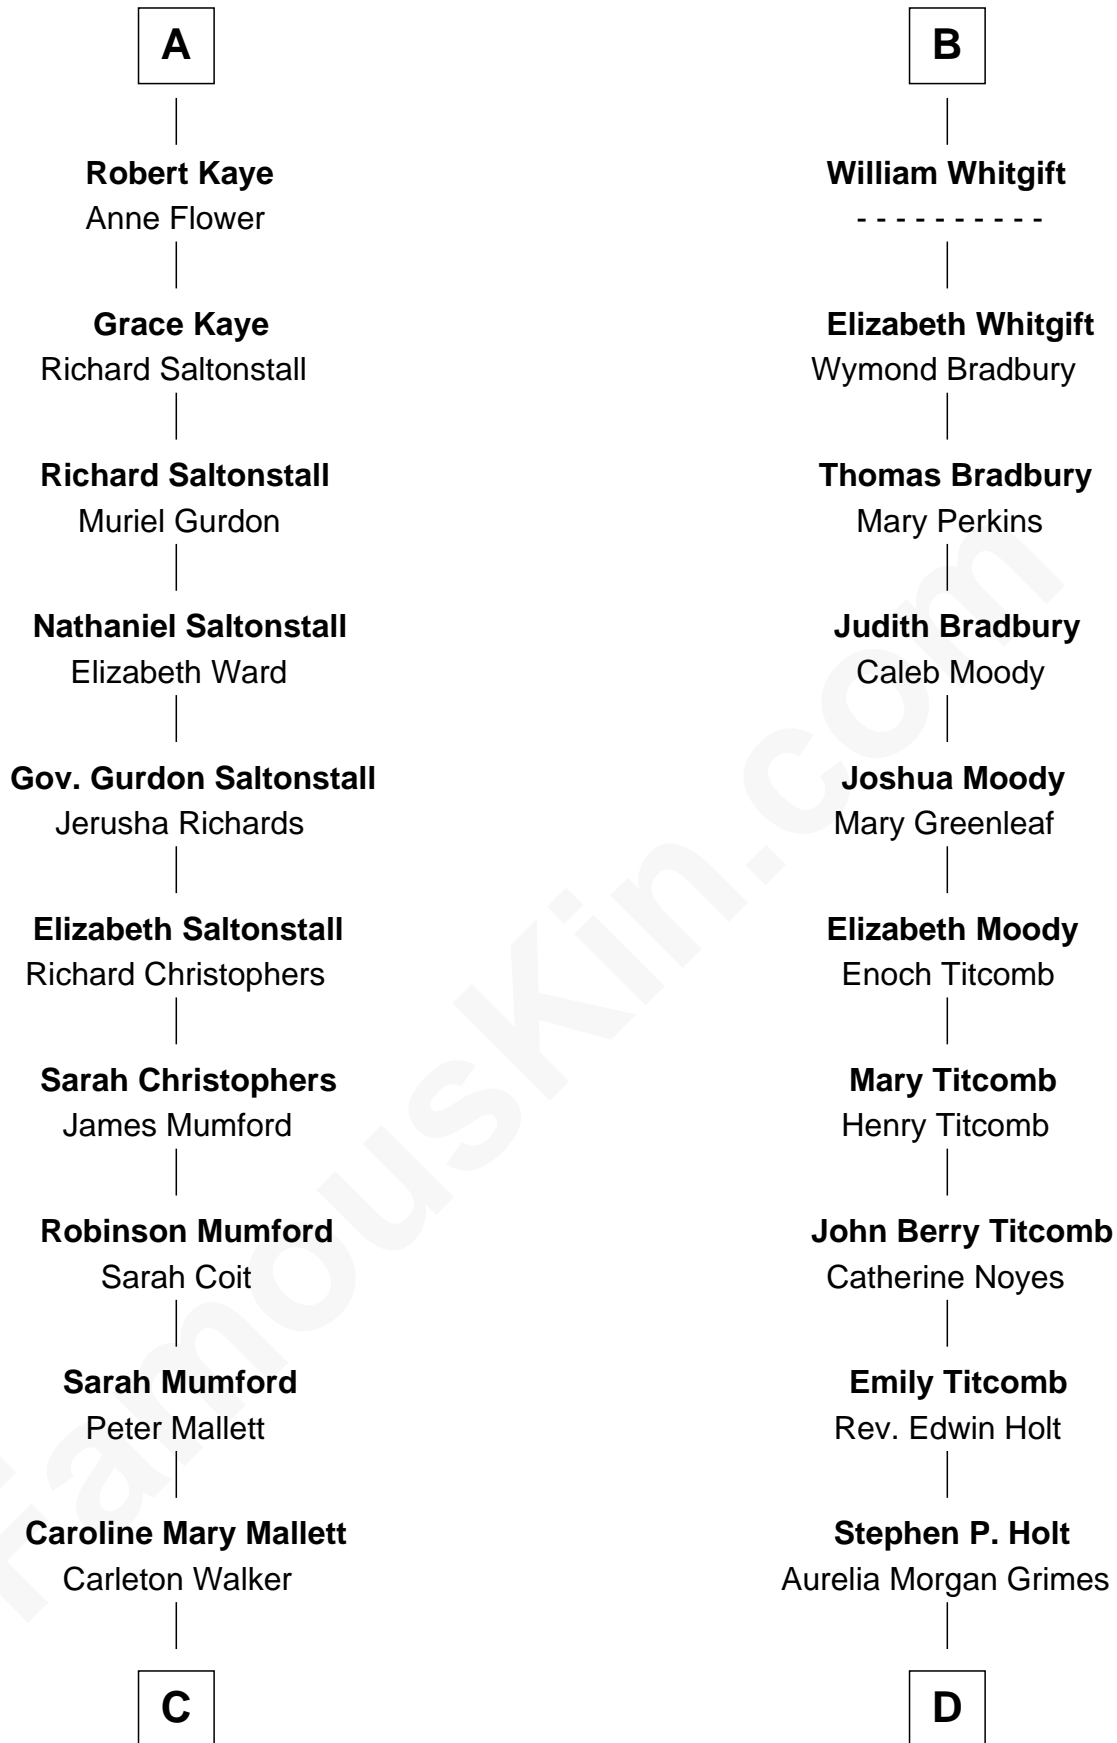 A
Robert Kaye
Anne Flower
Grace Kaye
Richard Saltonstall
Richard Saltonstall
Muriel Gurdon
Nathaniel Saltonstall
Elizabeth Ward
Gov. Gurdon Saltonstall
Jerusha Richards
Elizabeth Saltonstall
Richard Christophers
Sarah Christophers
James Mumford
Robinson Mumford
Sarah Coit
Sarah Mumford
Peter Mallett
Caroline Mary Mallett
Carleton Walker
C
B
William Whitgift
- - - - - - - - - -
Elizabeth Whitgift
Wymond Bradbury
Thomas Bradbury
Mary Perkins
Judith Bradbury
Caleb Moody
Joshua Moody
Mary Greenleaf
Elizabeth Moody
Enoch Titcomb
Mary Titcomb
Henry Titcomb
John Berry Titcomb
Catherine Noyes
Emily Titcomb
Rev. Edwin Holt
Stephen P. Holt
Aurelia Morgan Grimes
D
FamousKin.com